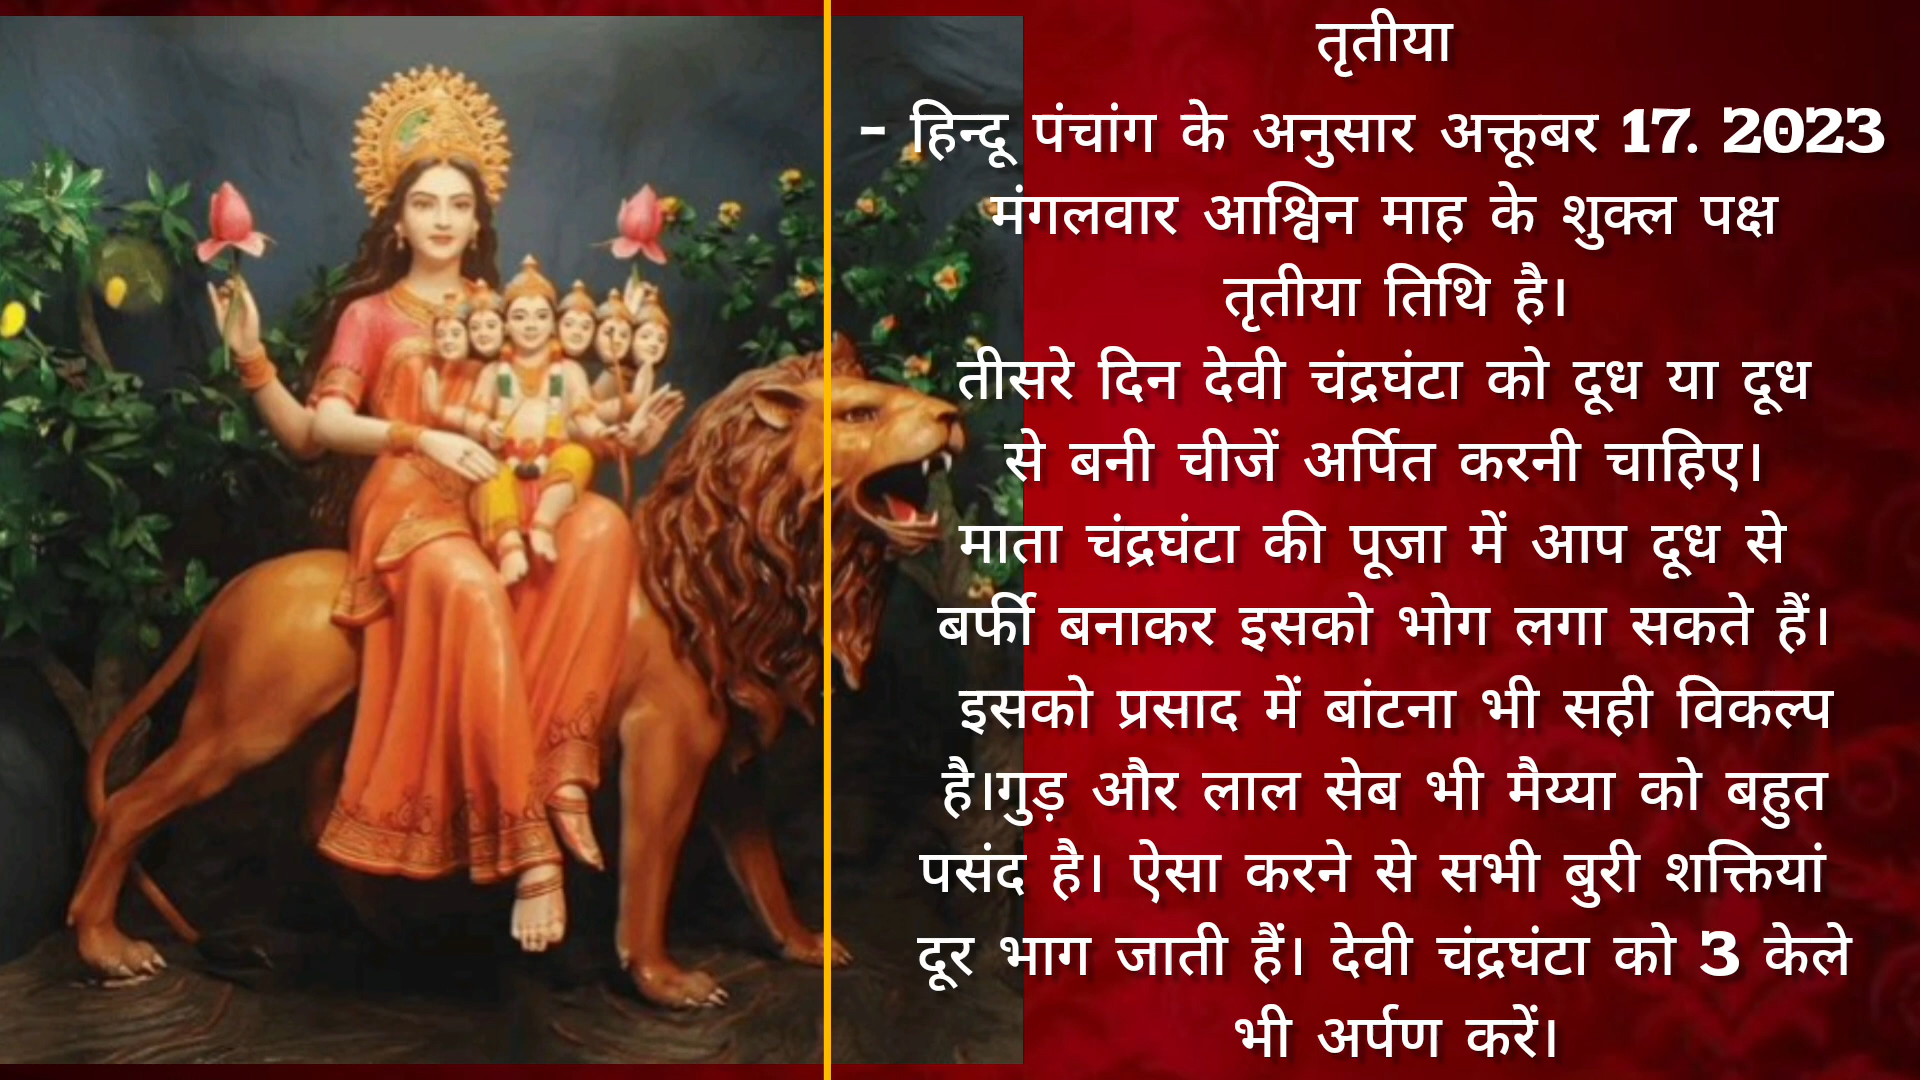 तृतीया
- हिन्दू पंचांग के अनुसार अक्तूबर 17. 2023
मंगलवार आश्विन माह के शुक्ल पक्ष
तृतीया तिथि है।
तीसरे दिन देवी चंद्रघंटा को दूध या दूध
से बनी चीजें अर्पित करनी चाहिए।
माता चंद्रघंटा की पूजा में आप दूध से
बर्फी बनाकर इसको भोग लगा सकते हैं।
इसको प्रसाद में बांटना भी सही विकल्प
है।गुड़ और लाल सेब भी मैय्या को बहुत
पसंद है। ऐसा करने से सभी बुरी शक्तियां
दूर भाग जाती हैं। देवी चंद्रघंटा को 3 केले
भी अर्पण करें।